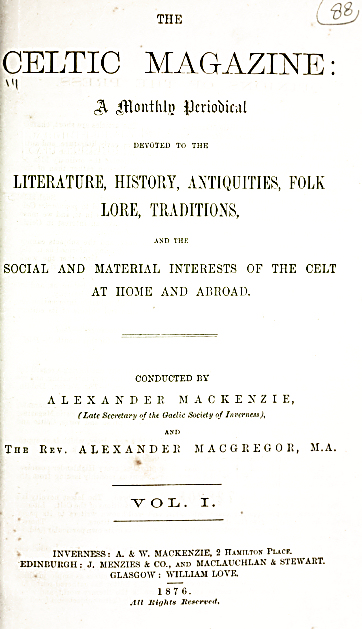 88
THE
CELTIC MAGAZINE:
A Monthly Periodical
DEVOTED TO THE
LITERATURE, HISTORY, ANTIQUITIES, FOLK
LORE, TRADITIONS,
AND THE
SOCIAL AND MATERIAL INTERESTS OF THE CELT
AT HOME AND ABROAD.
CONDUCTED BY
ALEXANDER MACKENZIE,
(Late Secretary of the Gaelic Society of Inverness),
AND
THE REV. ALEXANDER MACGREGOR, M.A.
VOL. I.
INVERNESS: A. & W. MACKENZIE, 2 HAMILTON PLACE.
EDINBURGH: J. MENZIES & CO., AND MACLAUCHLAN & STEWART.
GLASGOW: WILLIAM LOVE.
1876.
All Rights Reserved.